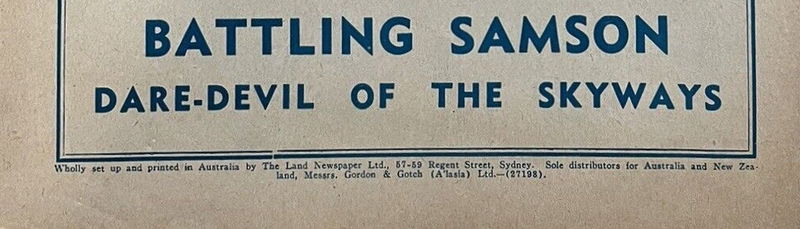 BATTLING SAMSON
DARE-DEVIL OF THE SKYWAYS
Wholly set up and printed in Australia by The Land Newspaper Ltd., 57-59 Regent Street, Sydney. Sole distributors for Australia and New Zea-
land, Messrs. Gordon & Gotch (A'lasia) Ltd.—(27198).